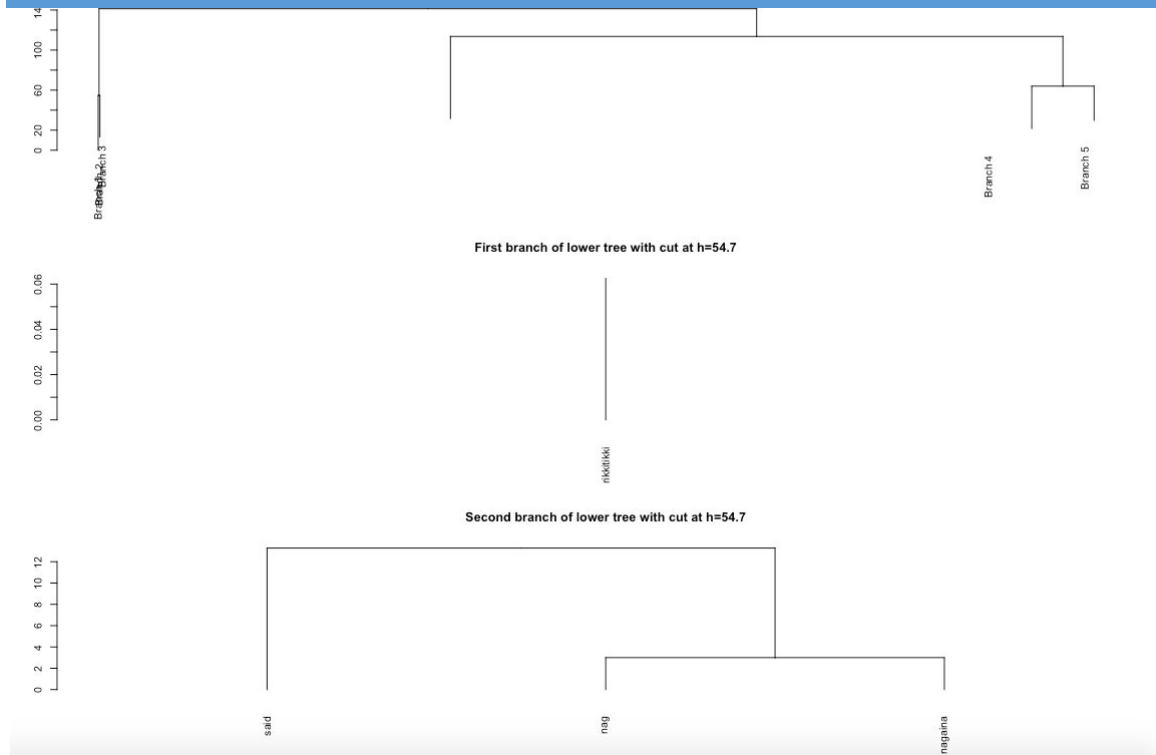 14
100
60
20
0
Branch 3
Branch 4
Branch 5
First branch of lower tree with cut at h=54.7
0.06
0.04
0.02
0.00
rikkitikki
Second branch of lower tree with cut at h=54.7
12
10
8
6
4
2
0
said
nag
nagaina